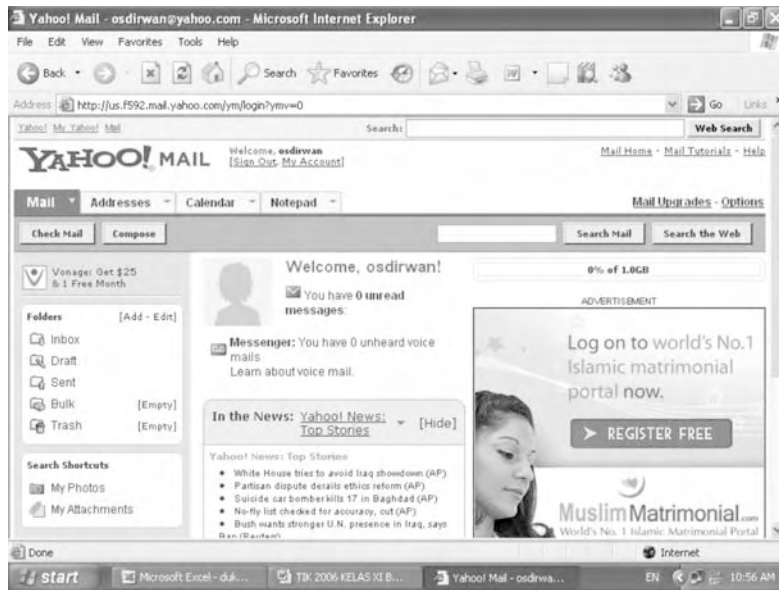 Yahoo! Mail - osdirwan@yahoo.com - Microsoft Internet Explorer
File Edit View Favorites Tools Help
Back Search Favorites
Address http://us.f592.mail.yahoo.com/ym/login?ymv=0 Go Links
Yahoo! My Yahoo! Mail Search: Web Search
YAHOO! MAIL Welcome, osdirwan
[Sign Out, My Account]
Mail Home - Mail Tutorials - Help
Mail Addresses Calendar Notepad Mail Upgrades - Options
Check Mail Compose Search Mail Search the Web
Vonage: Get $25
& 1 Free Month
Folders [Add - Edit]
Inbox
Draft
Sent
Bulk [Empty]
Trash [Empty]
Search Shortcuts
My Photos
My Attachments
Welcome, osdirwan!
You have 0 unread
messages:
Messenger: You have 0 unheard voice
mails
Learn about voice mail.
In the News: Yahoo! News:
Top Stories [Hide]
Yahoo! News: Top Stories
White House tries to avoid Iraq showdown (AP)
Partisan dispute derails ethics reform (AP)
Suicide car bomber kills 17 in Baghdad (AP)
No-fly list checked for accuracy, cut (AP)
Bush wants stronger U.N. presence in Iraq, says
Ban (Reuters)
0% of 1.0GB
ADVERTISEMENT
Log on to world's No.1
Islamic matrimonial
portal now.
REGISTER FREE
MuslimMatrimonial.com
World's No. 1 Islamic Matrimonial Portal
Done Internet
start Microsoft Excel - duk... TIK 2006 KELAS XI B... Yahoo! Mail - osdirwa... EN 10:56 AM